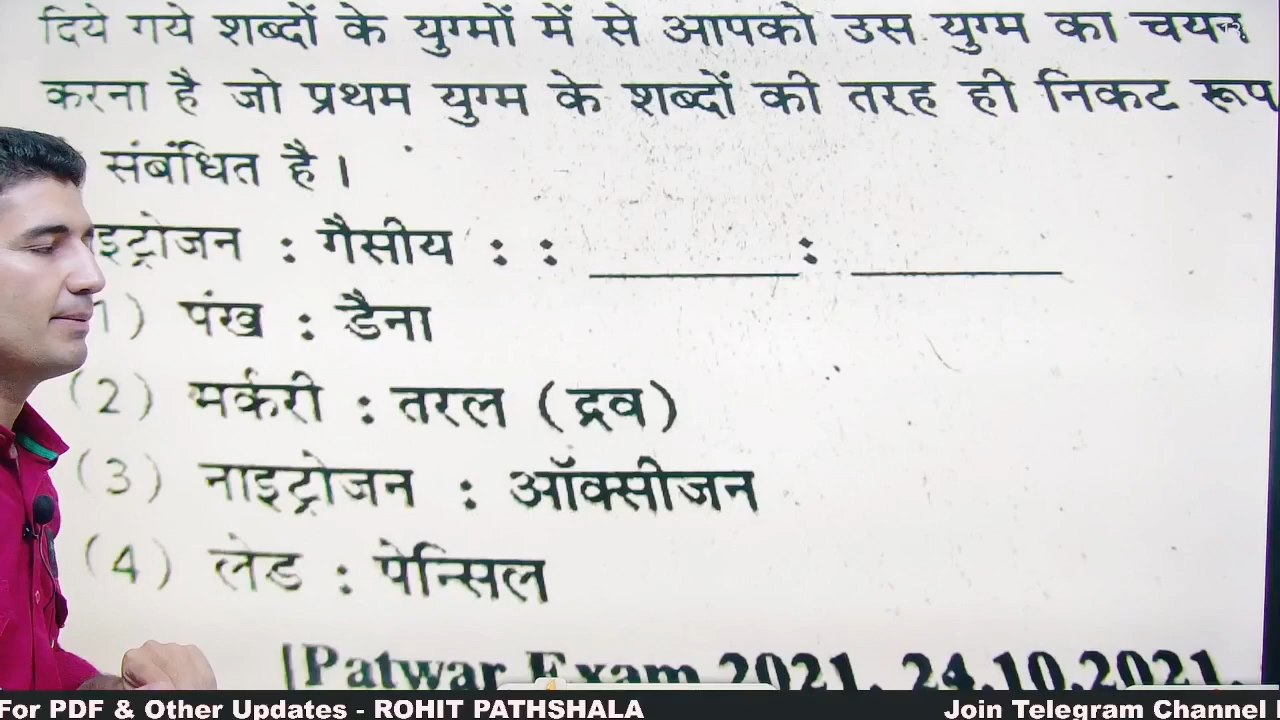 दिये गये शब्दों के युग्मों में से आपको उस युग्म का चयन
करना है जो प्रथम युग्म के शब्दों की तरह ही निकट रूप
संबंधित है ।
इट्रोजन : गैसीय : : ________ : ________
1) पंख : डैना
(2) मर्करी : तरल (द्रव)
(3) नाइट्रोजन : ऑक्सीजन
(4) लेड : पेन्सिल
[Patwar Exam 2021, 24.10.2021,
For PDF & Other Updates - ROHIT PATHSHALA
Join Telegram Channel